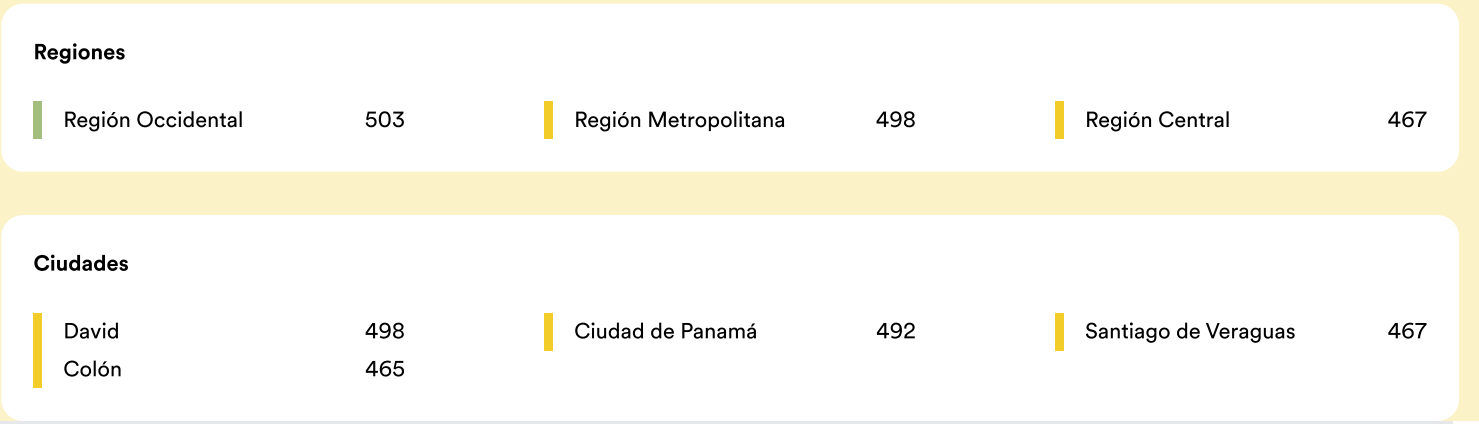 Regiones
Región Occidental 503 Región Metropolitana 498 Región Central 467
Ciudades
David 498 Ciudad de Panamá 492 Santiago de Veraguas 467
Colón 465